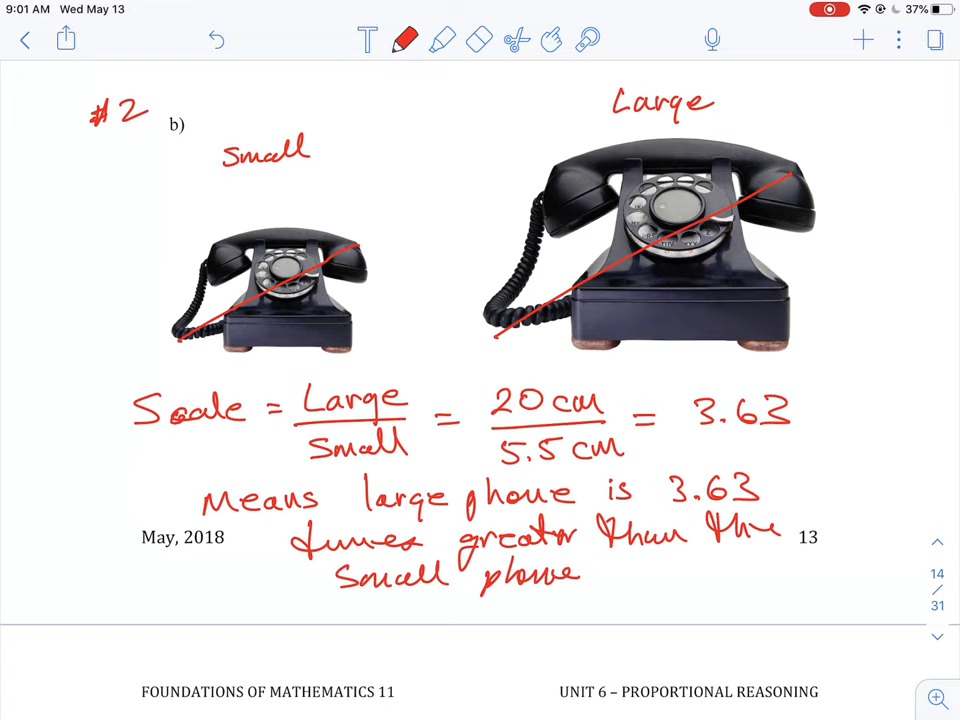 9:01 AM Wed May 13
37%
T
#2
b)
Small
Large
Scale = Large / Small = 20 cm / 5.5 cm = 3.63
Means large phone is 3.63
times greater than the
small phone
May, 2018
13
14
/
31
FOUNDATIONS OF MATHEMATICS 11
UNIT 6 – PROPORTIONAL REASONING